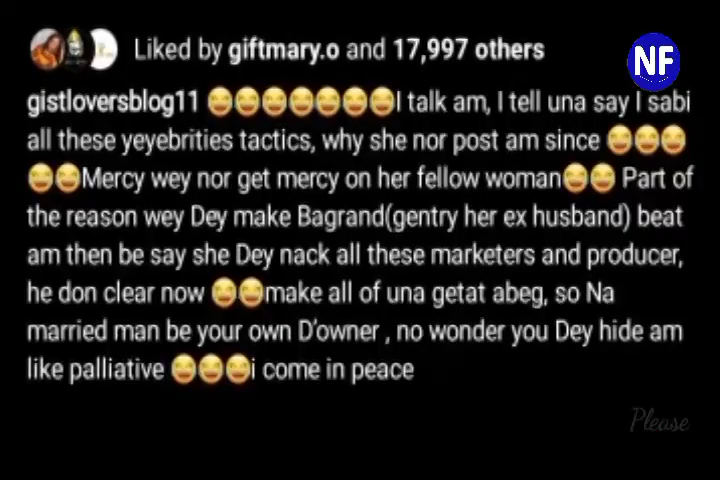 Liked by giftmary.o and 17,997 others
NF
gistloversblog11 😆😆😆😆😆😆😆I talk am, I tell una say I sabi
all these yeyebrities tactics, why she nor post am since 😆😆😆
😆😆Mercy wey nor get mercy on her fellow woman😆😆 Part of
the reason wey Dey make Bagrand(gentry her ex husband) beat
am then be say she Dey nack all these marketers and producer,
he don clear now 😆😆make all of una getat abeg, so Na
married man be your own D'owner , no wonder you Dey hide am
like palliative 😆😆😆i come in peace
Please